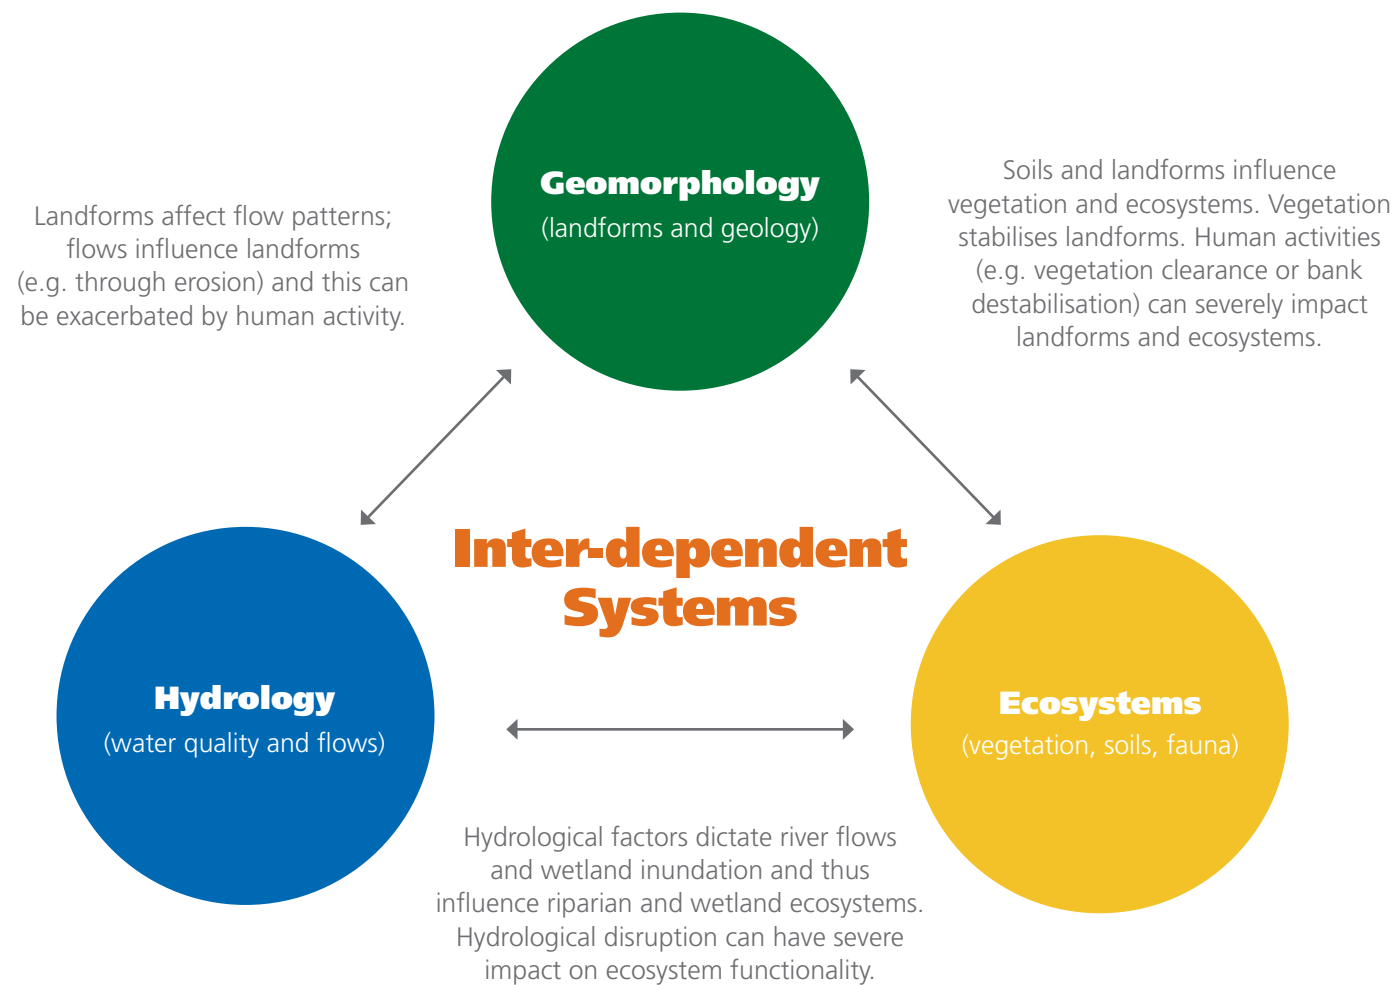 Geomorphology
(landforms and geology)
Landforms affect flow patterns;
flows influence landforms
(e.g. through erosion) and this can
be exacerbated by human activity.
Soils and landforms influence
vegetation and ecosystems. Vegetation
stabilises landforms. Human activities
(e.g. vegetation clearance or bank
destabilisation) can severely impact
landforms and ecosystems.
Inter-dependent
Systems
Hydrology
(water quality and flows)
Ecosystems
(vegetation, soils, fauna)
Hydrological factors dictate river flows
and wetland inundation and thus
influence riparian and wetland ecosystems.
Hydrological disruption can have severe
impact on ecosystem functionality.